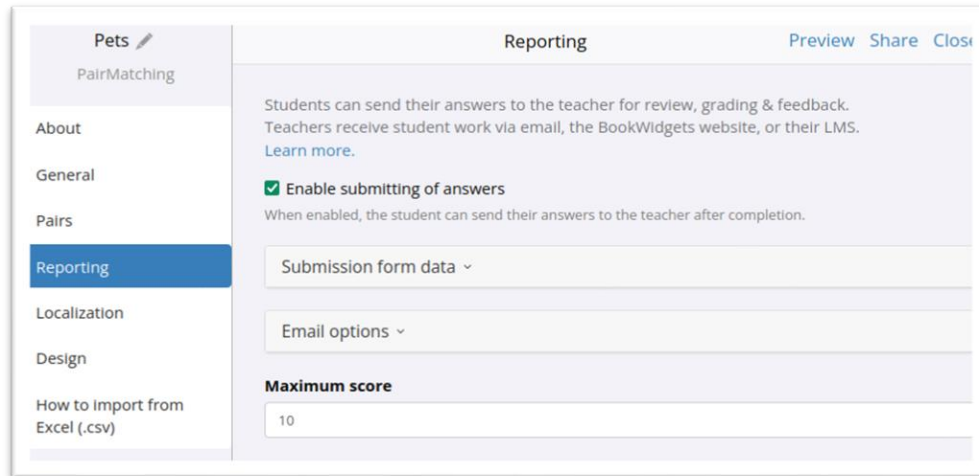 Pets
PairMatching
About
General
Pairs
Reporting
Localization
Design
How to import from
Excel (.csv)
Reporting
Preview Share Close
Students can send their answers to the teacher for review, grading & feedback.
Teachers receive student work via email, the BookWidgets website, or their LMS.
Learn more.
Enable submitting of answers
When enabled, the student can send their answers to the teacher after completion.
Submission form data
Email options
Maximum score
10